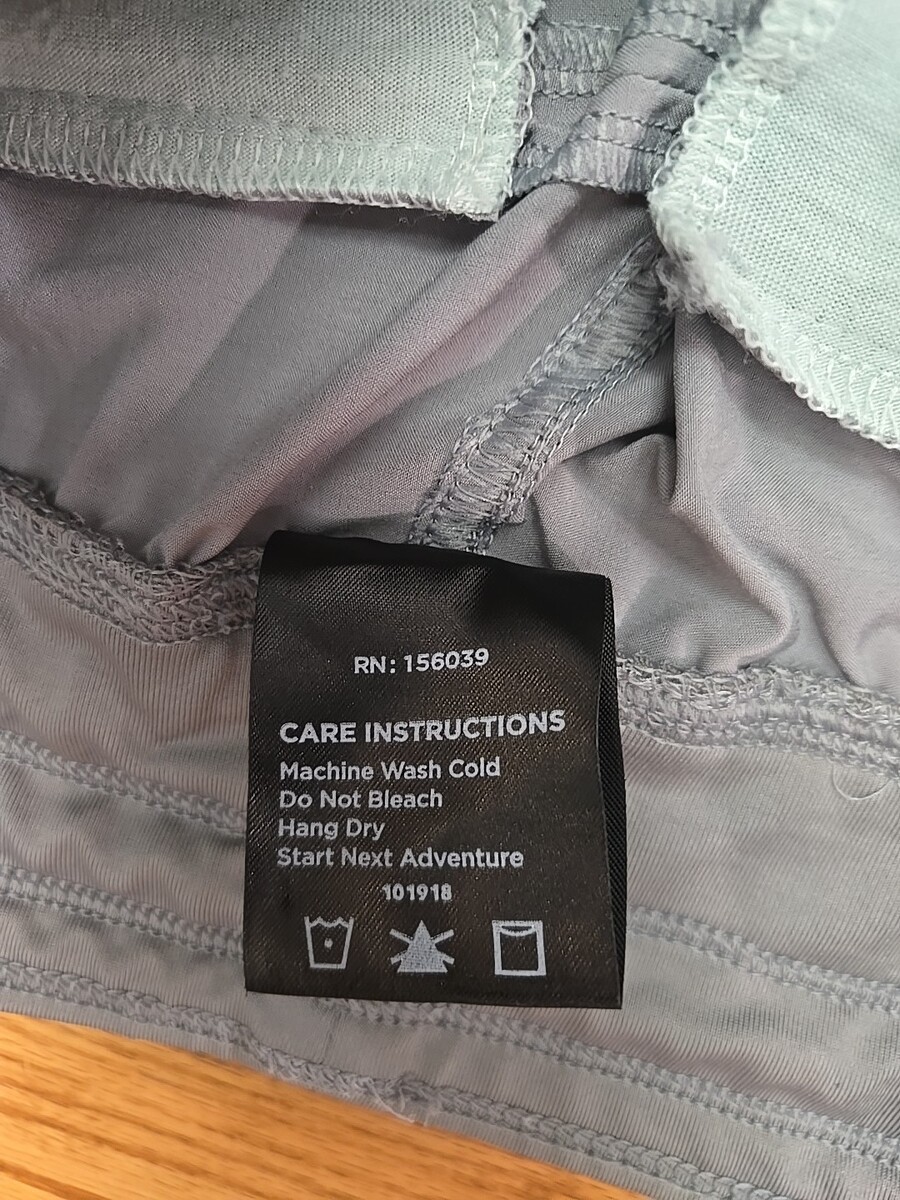 RN: 156039
CARE INSTRUCTIONS
Machine Wash Cold
Do Not Bleach
Hang Dry
Start Next Adventure
101918